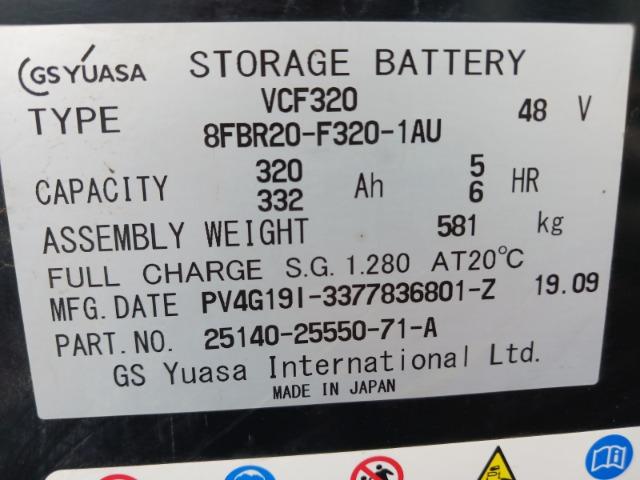 GS YUASA STORAGE BATTERY
TYPE VCF320 48 V
8FBR20-F320-1AU
CAPACITY 320 Ah 5 HR
332 6
ASSEMBLY WEIGHT 581 kg
FULL CHARGE S.G. 1.280 AT20℃
MFG. DATE PV4G19I-3377836801-Z 19.09
PART. NO. 25140-25550-71-A
GS Yuasa International Ltd.
MADE IN JAPAN